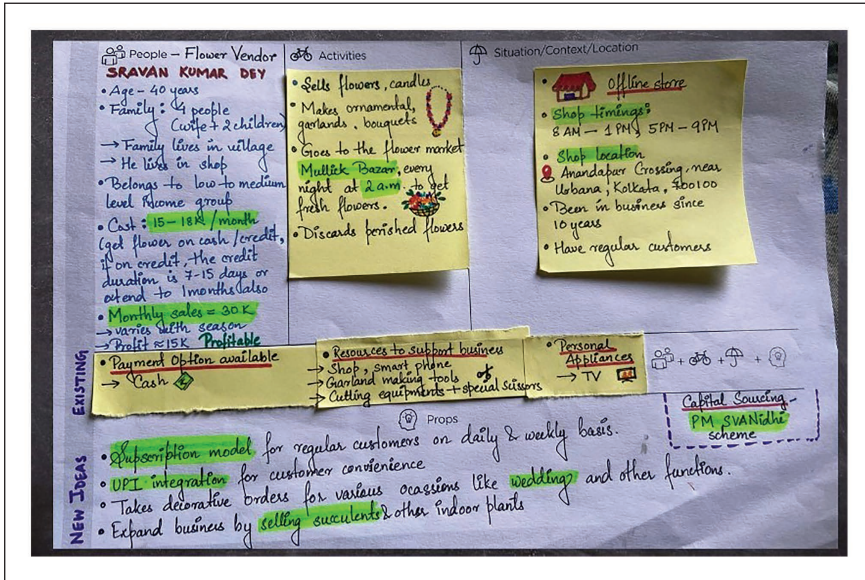 People – Flower Vendor
SRAVAN KUMAR DEY
• Age – 40 years
• Family: 4 people
(wife + 2 children)
→ Family lives in village
→ He lives in shop
• Belongs to low to medium
level income group
• Cost: 15 – 18K /month
(get flower on cash/credit,
if on credit, the credit
duration is 7-15 days or
extend to 1months also
• Monthly sales = 30K
→ varies with season
→ Profit ≈ 15K Profitable
Activities
• Sells flowers, candles
• Makes ornamental,
garlands, bouquets
• Goes to the flower market
Mullick Bazar, every
night at 2 a.m. to get
fresh flowers.
• Discards perished flowers
Situation/Context/Location
• Offline store
• Shop timings:
8 AM – 1 PM, 5PM – 9PM
• Shop location
Anandapur Crossing, near
Urbana, Kolkata, 700100
• Been in business since
10 years
• Have regular customers
EXISTING
• Payment Option available
→ Cash
• Resources to support business
→ Shop, smart phone
→ Garland making tools
→ Cutting equipments + special scissors
• Personal
Appliances
→ TV
+ + +
Capital Sourcing -
PM SVANidhi
scheme
Props
NEW IDEAS
• Subscription model for regular customers on daily & weekly basis.
• UPI integration for customer convenience
• Takes decorative orders for various ocassions like wedding and other functions.
• Expand business by selling succulents & other indoor plants